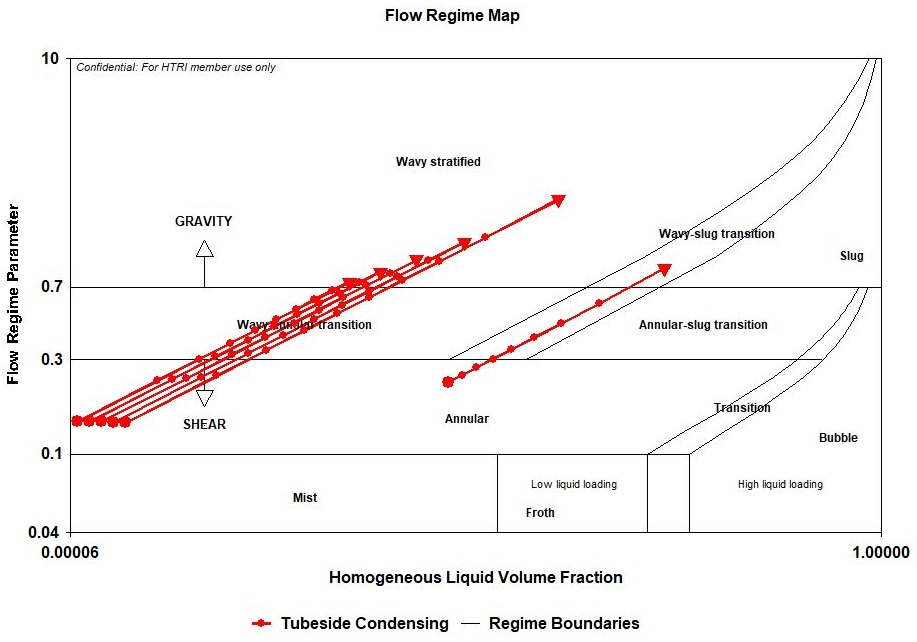 Flow Regime Map
10
Confidential: For HTRI member use only
Wavy stratified
GRAVITY
Wavy-slug transition
Slug
0.7
Flow Regime Parameter
Wavy-annular transition
Annular-slug transition
0.3
Transition
Annular
SHEAR
Bubble
0.1
Low liquid loading
High liquid loading
Mist
Froth
0.04
0.00006
1.00000
Homogeneous Liquid Volume Fraction
Tubeside Condensing
Regime Boundaries